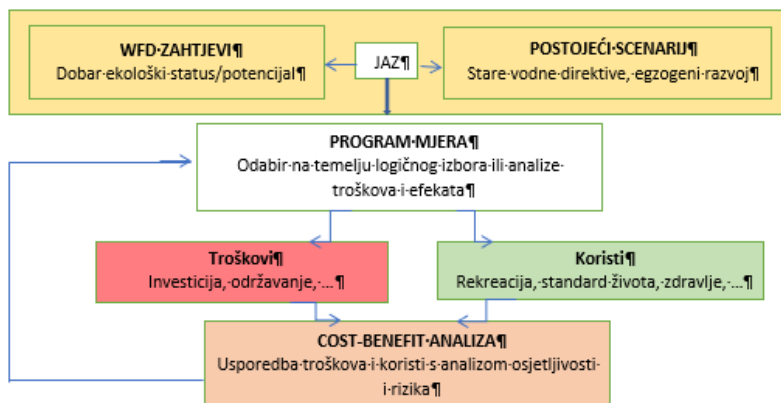 WFD·ZAHTJEVI¶
Dobar·ekološki·status/potencijal¶
JAZ¶
POSTOJEĆI·SCENARIJ¶
Stare·vodne·direktive,·egzogeni·razvoj¶
PROGRAM·MJERA¶
Odabir·na·temelju·logičnog·izbora·ili·analize·
troškova·i·efekata¶
Troškovi¶
Investicija,·održavanje,·...¶
Koristi¶
Rekreacija,·standard·života,·zdravlje,·...¶
COST-BENEFIT·ANALIZA¶
Usporedba·troškova·i·koristi·s·analizom·osjetljivosti·
i·rizika¶